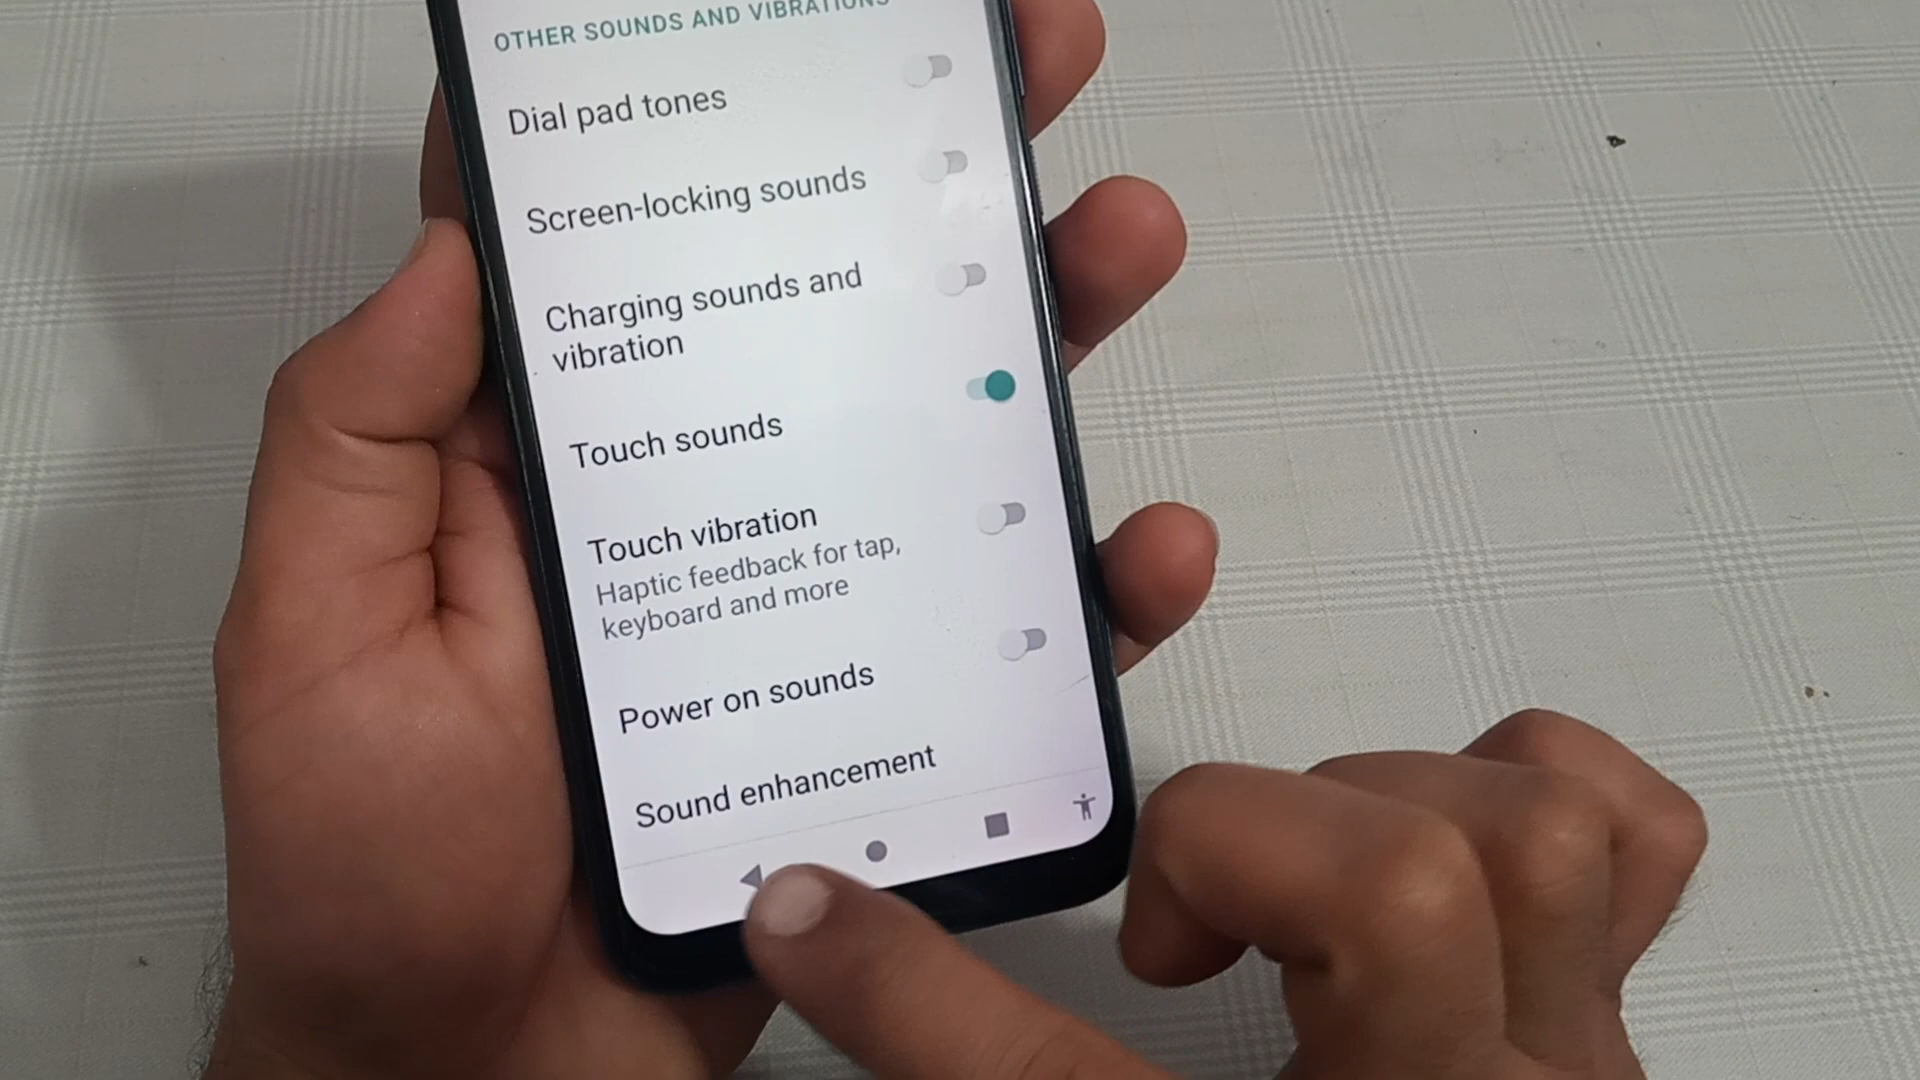 OTHER SOUNDS AND VIBRATIONS
Dial pad tones
Screen-locking sounds
Charging sounds and
vibration
Touch sounds
Touch vibration
Haptic feedback for tap,
keyboard and more
Power on sounds
Sound enhancement